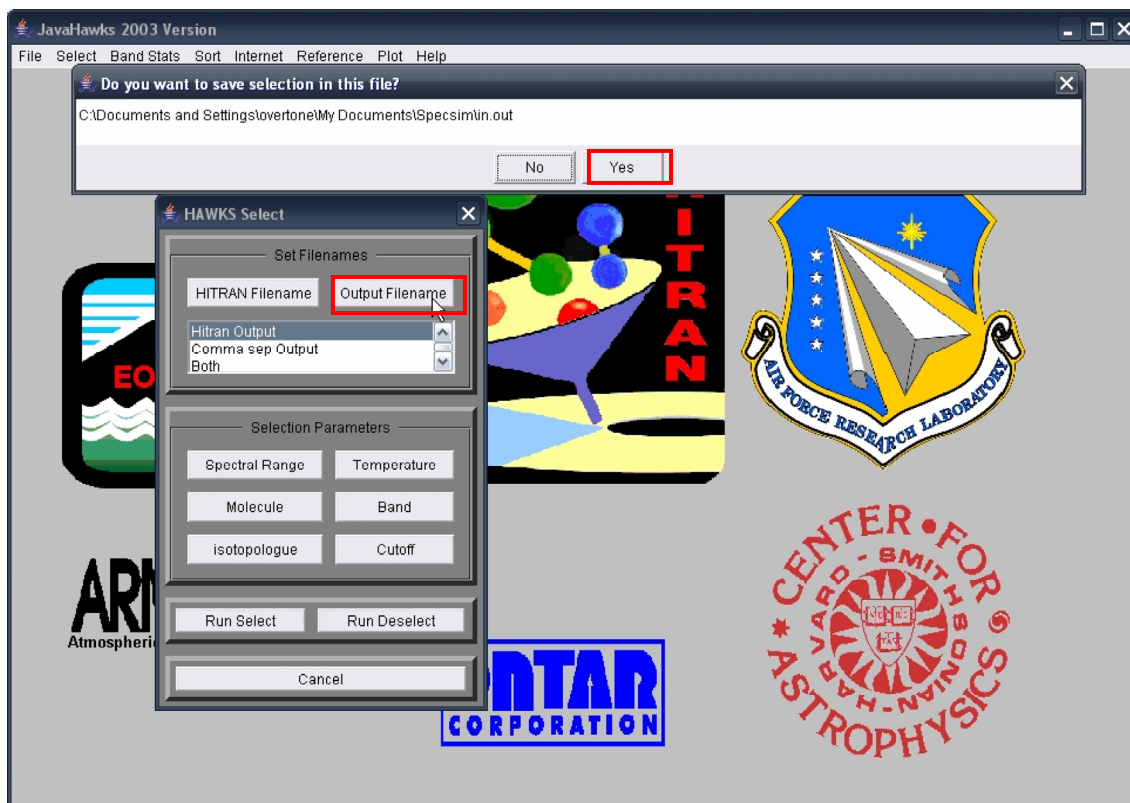 JavaHawks 2003 Version
File Select Band Stats Sort Internet Reference Plot Help
Do you want to save selection in this file?
C:\Documents and Settings\overtone\My Documents\Specsim\in.out
No Yes
HAWKS Select
Set Filenames
HITRAN Filename Output Filename
Hitran Output
Comma sep Output
Both
Selection Parameters
Spectral Range Temperature
Molecule Band
isotopologue Cutoff
Run Select Run Deselect
Cancel
EO
ITRAN
AIR FORCE RESEARCH LABORATORY
Atmospheri
NTAR
CORPORATION
CENTER FOR ASTROPHYSICS
HARVARD-SMITHSONIAN